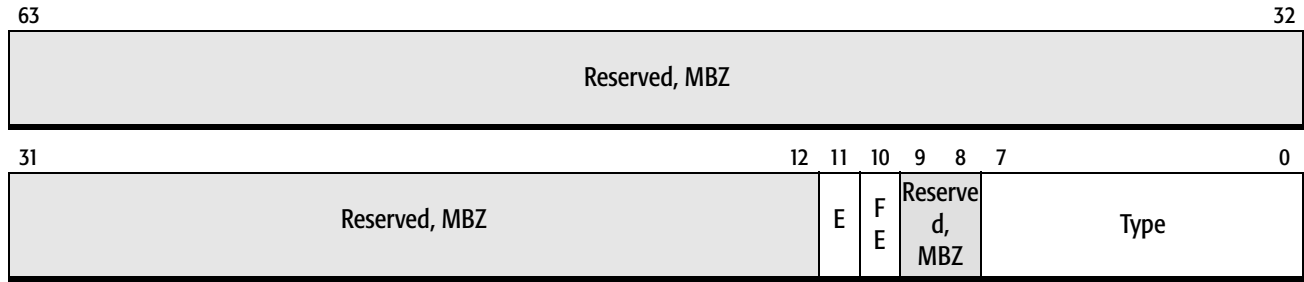 63 32
Reserved, MBZ
31 12 11 10 9 8 7 0
Reserved, MBZ E F E Reserve d, MBZ Type